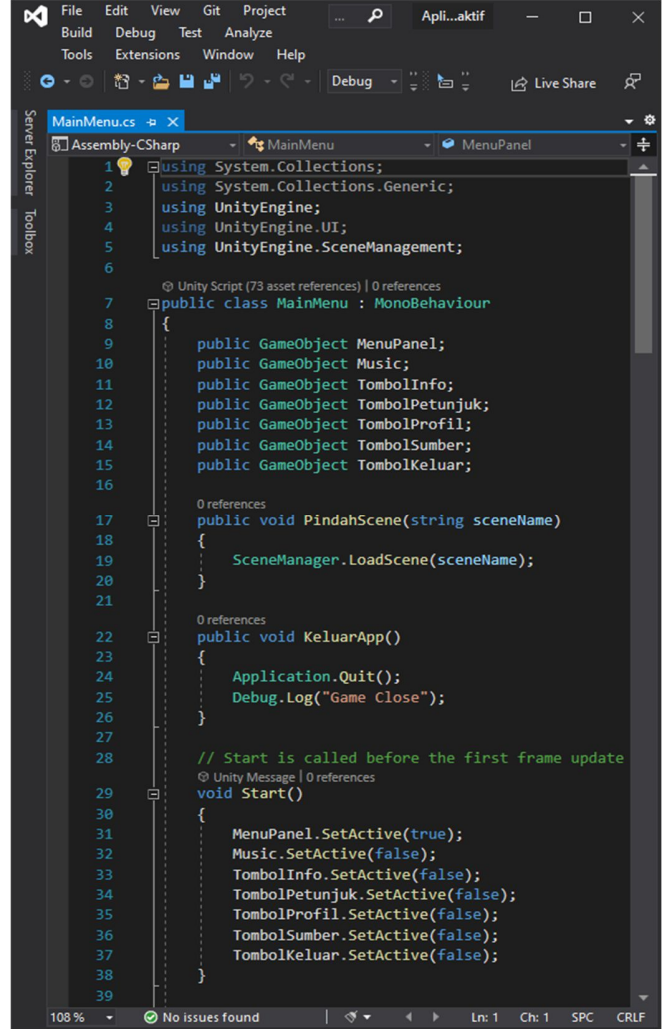 File Edit View Git Project ... Apli...aktif
Build Debug Test Analyze
Tools Extensions Window Help
Debug Live Share
Server Explorer
Toolbox
MainMenu.cs
Assembly-CSharp MainMenu MenuPanel
1 using System.Collections;
2 using System.Collections.Generic;
3 using UnityEngine;
4 using UnityEngine.UI;
5 using UnityEngine.SceneManagement;
6
Unity Script (73 asset references) | 0 references
7 public class MainMenu : MonoBehaviour
8 {
9 public GameObject MenuPanel;
10 public GameObject Music;
11 public GameObject TombolInfo;
12 public GameObject TombolPetunjuk;
13 public GameObject TombolProfil;
14 public GameObject TombolSumber;
15 public GameObject TombolKeluar;
16
0 references
17 public void PindahScene(string sceneName)
18 {
19 SceneManager.LoadScene(sceneName);
20 }
21
0 references
22 public void KeluarApp()
23 {
24 Application.Quit();
25 Debug.Log("Game Close");
26 }
27
28 // Start is called before the first frame update
Unity Message | 0 references
29 void Start()
30 {
31 MenuPanel.SetActive(true);
32 Music.SetActive(false);
33 TombolInfo.SetActive(false);
34 TombolPetunjuk.SetActive(false);
35 TombolProfil.SetActive(false);
36 TombolSumber.SetActive(false);
37 TombolKeluar.SetActive(false);
38 }
39
108 % No issues found Ln: 1 Ch: 1 SPC CRLF